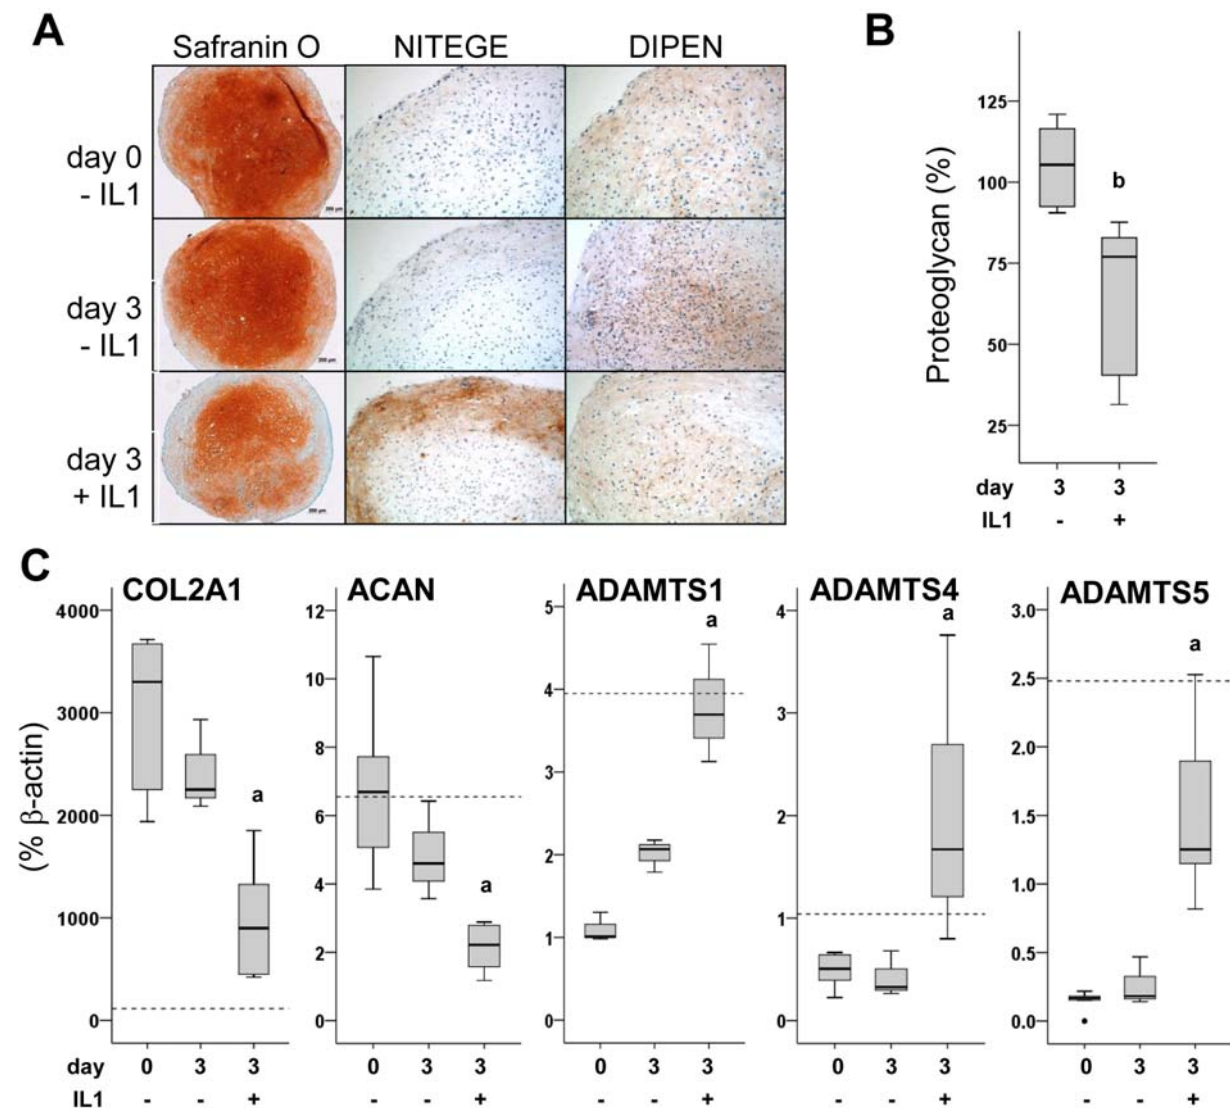 A
Safranin O NITEGE DIPEN
day 0
- IL1
day 3
- IL1
day 3
+ IL1
200 µm
200 µm
B
Proteoglycan (%)
125
100
75
50
25
b
day 3 3
IL1 - +
C
COL2A1
(% β-actin)
4000
3000
2000
1000
0
a
day 0 3 3
IL1 - - +
ACAN
12
10
8
6
4
2
0
a
0 3 3
- - +
ADAMTS1
5
4
3
2
1
0
a
0 3 3
- - +
ADAMTS4
4
3
2
1
0
a
0 3 3
- - +
ADAMTS5
3.0
2.5
2.0
1.5
1.0
0.5
0.0
a
0 3 3
- - +